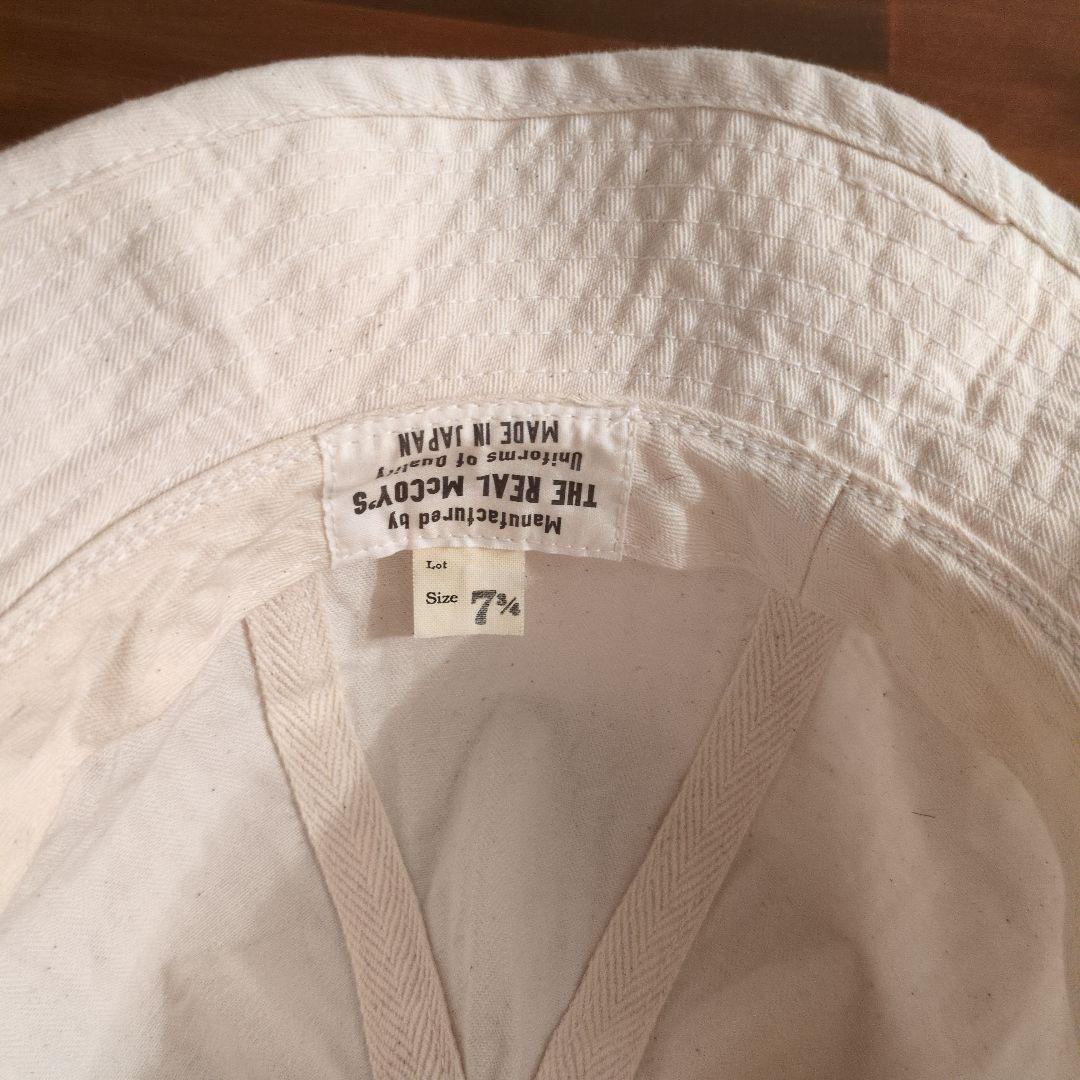 Manufactured by
THE REAL McCOY'S
Uniforms of Quality
MADE IN JAPAN
Lot
Size 7¾